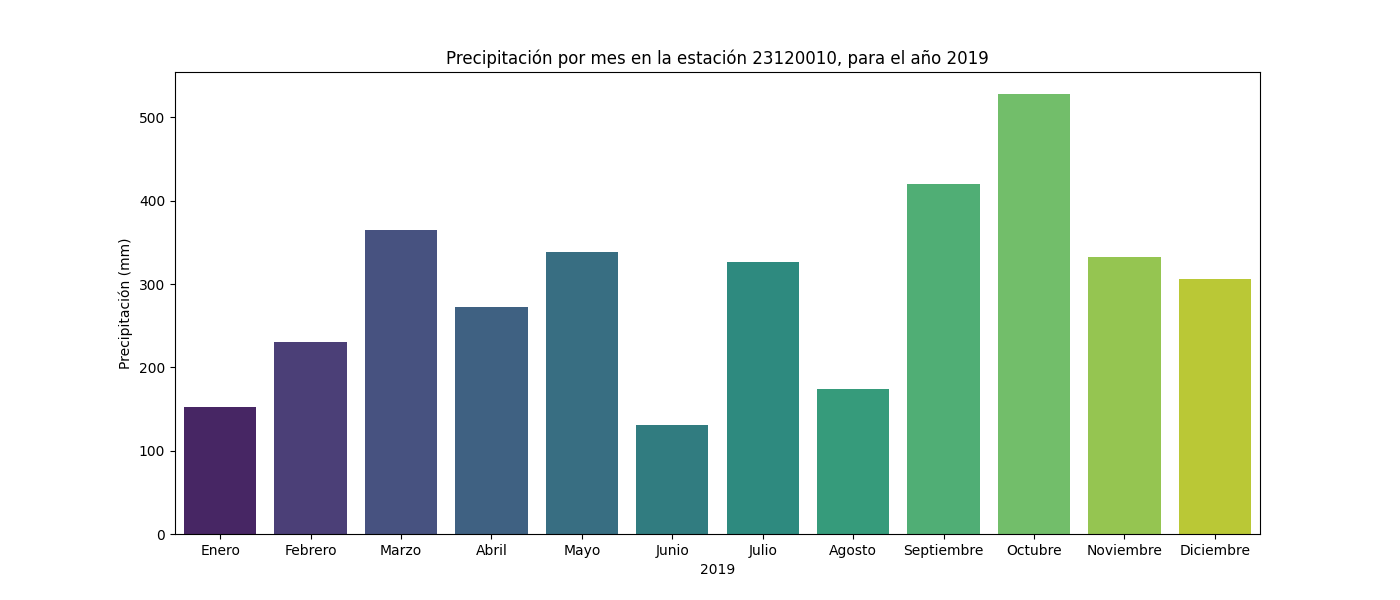 Precipitación por mes en la estación 23120010, para el año 2019
Precipitación (mm)
500
400
300
200
100
0
Enero Febrero Marzo Abril Mayo Junio Julio Agosto Septiembre Octubre Noviembre Diciembre
2019